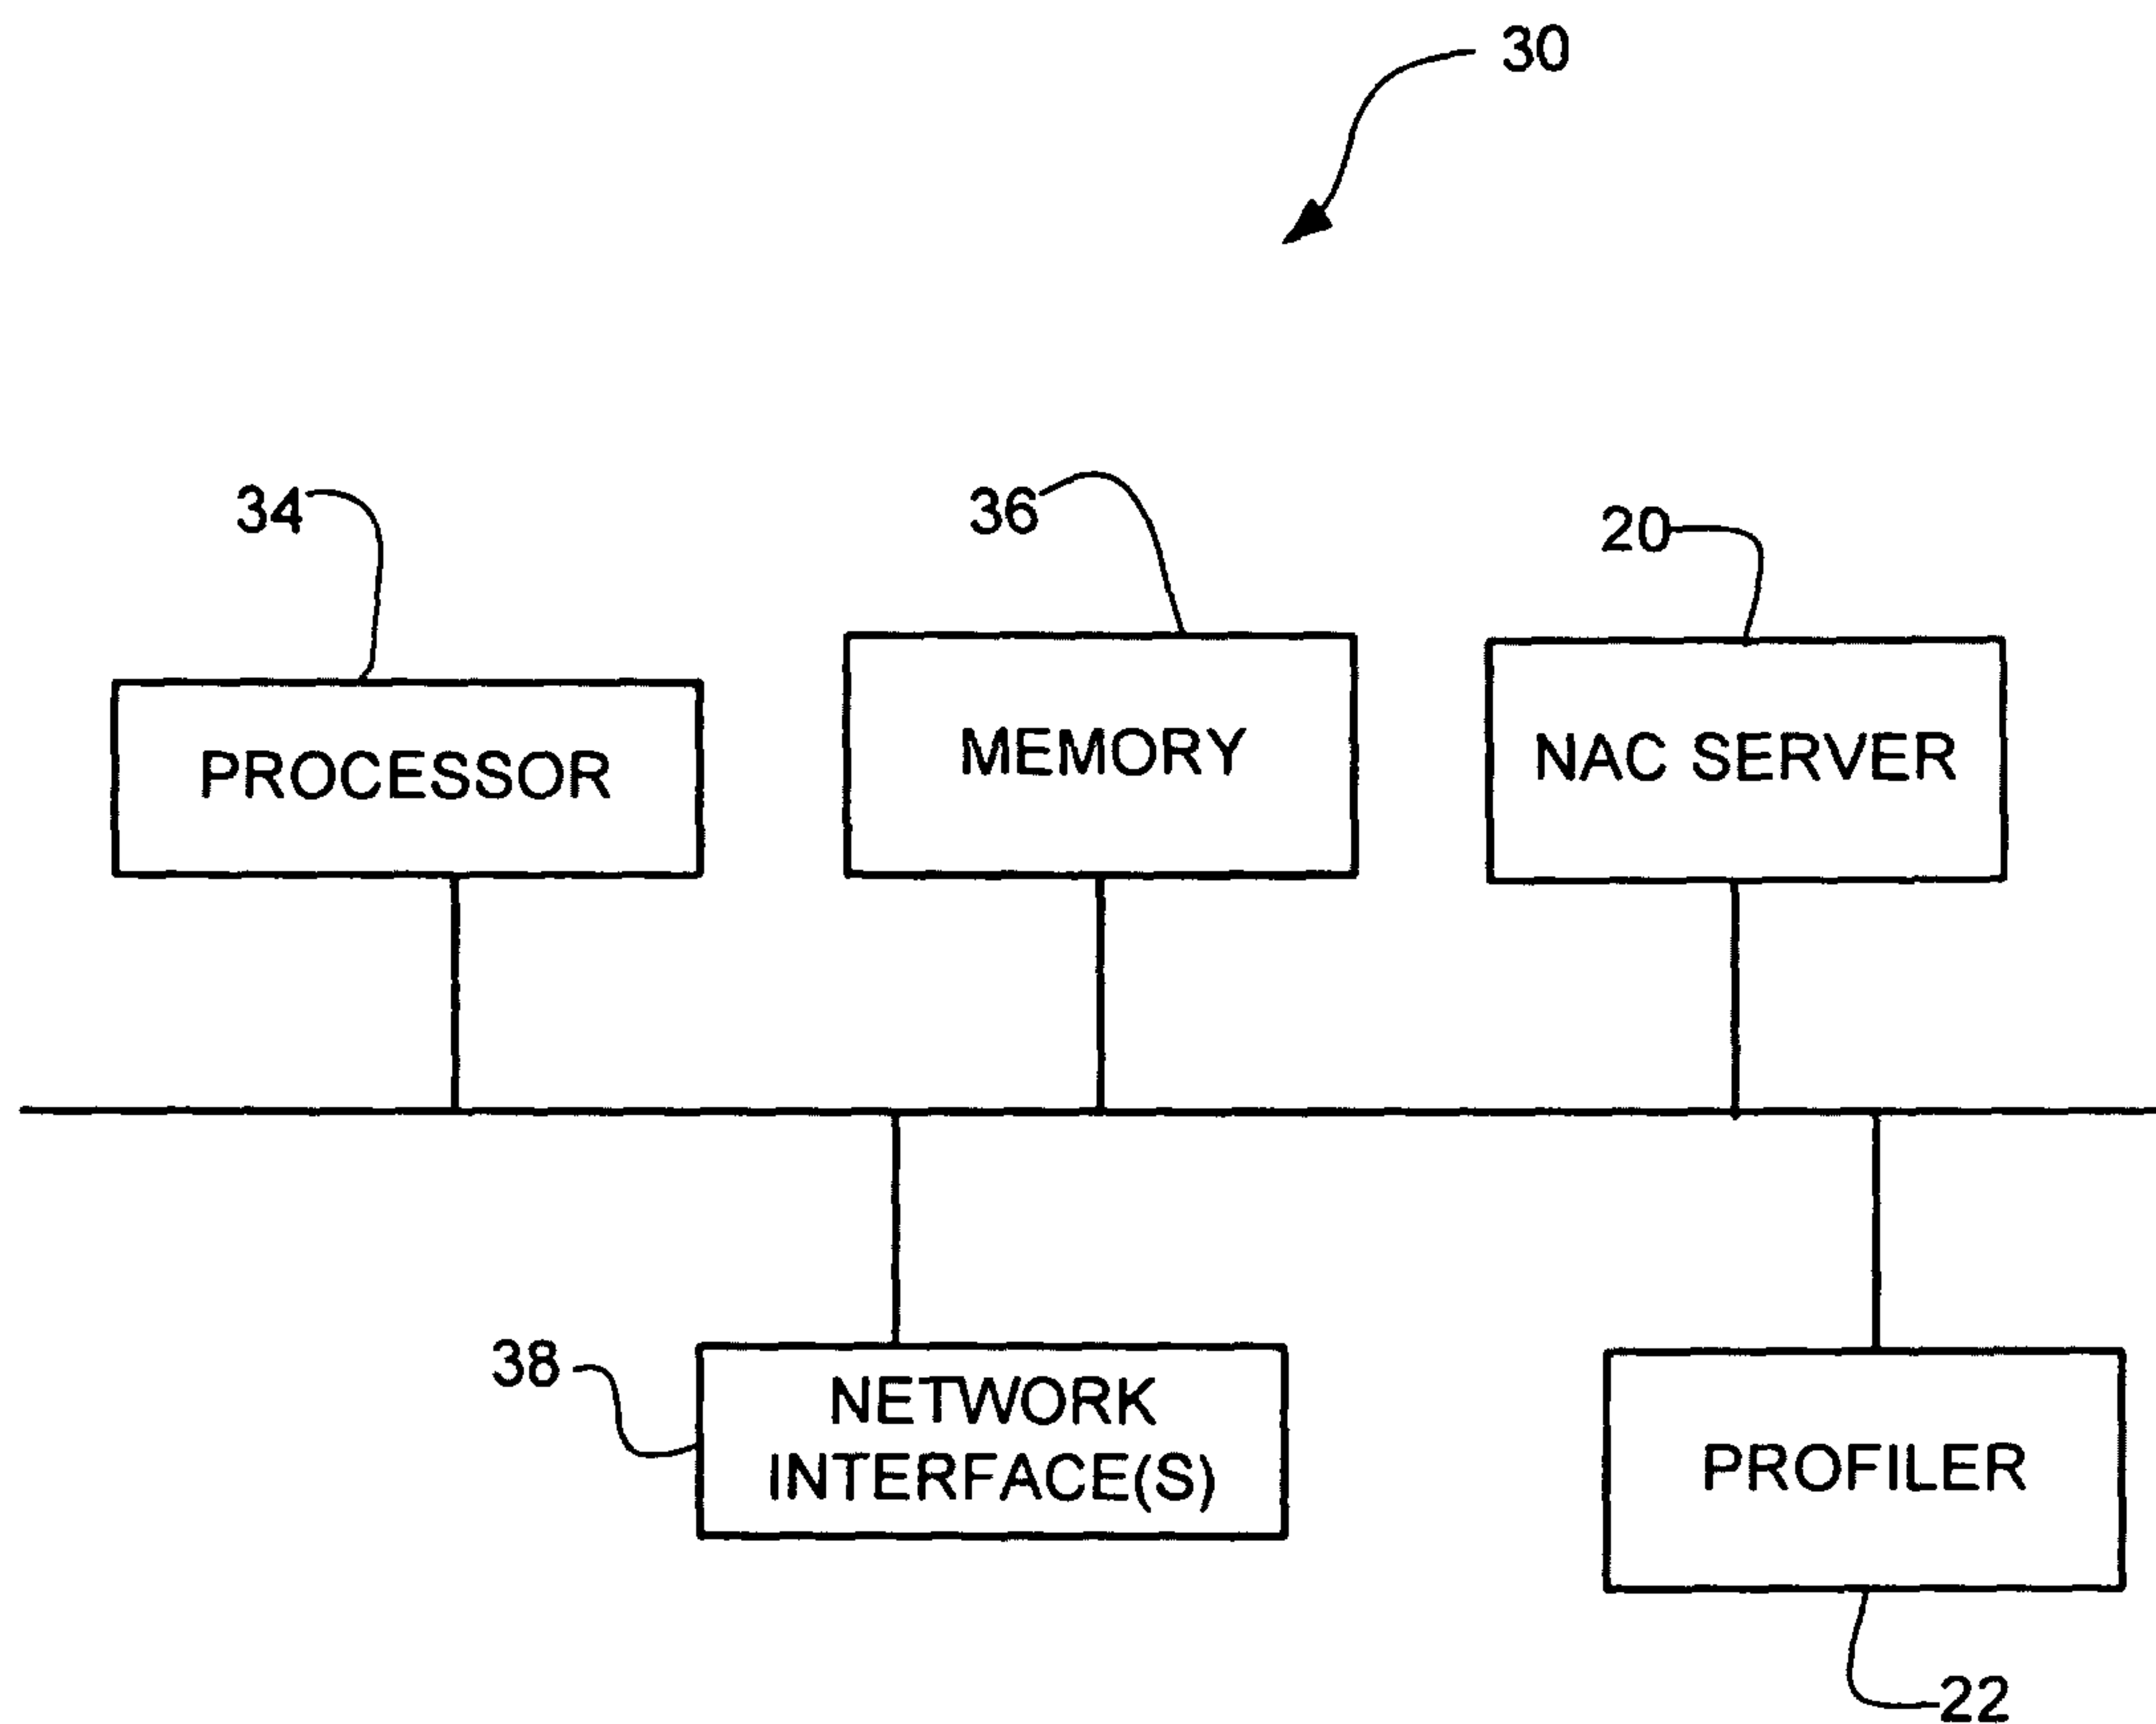 30
34
36
20
PROCESSOR
MEMORY
NAC SERVER
38
NETWORK
INTERFACE(S)
PROFILER
22